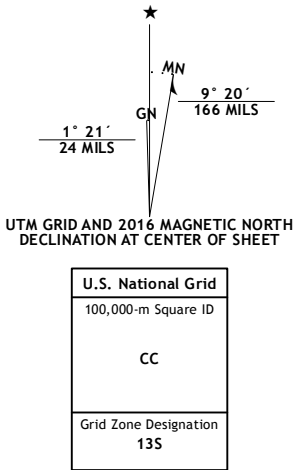 ★
MN
GN
9° 20´
166 MILS
1° 21´
24 MILS
UTM GRID AND 2016 MAGNETIC NORTH
DECLINATION AT CENTER OF SHEET
U.S. National Grid
100,000-m Square ID
CC
Grid Zone Designation
13S